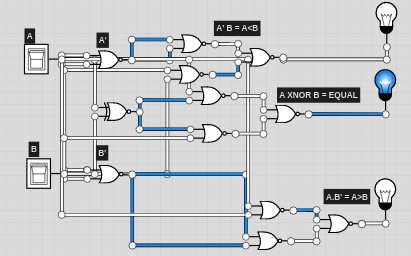 A' B = A<B
A
A'
A XNOR B = EQUAL
B
B'
A.B' = A>B